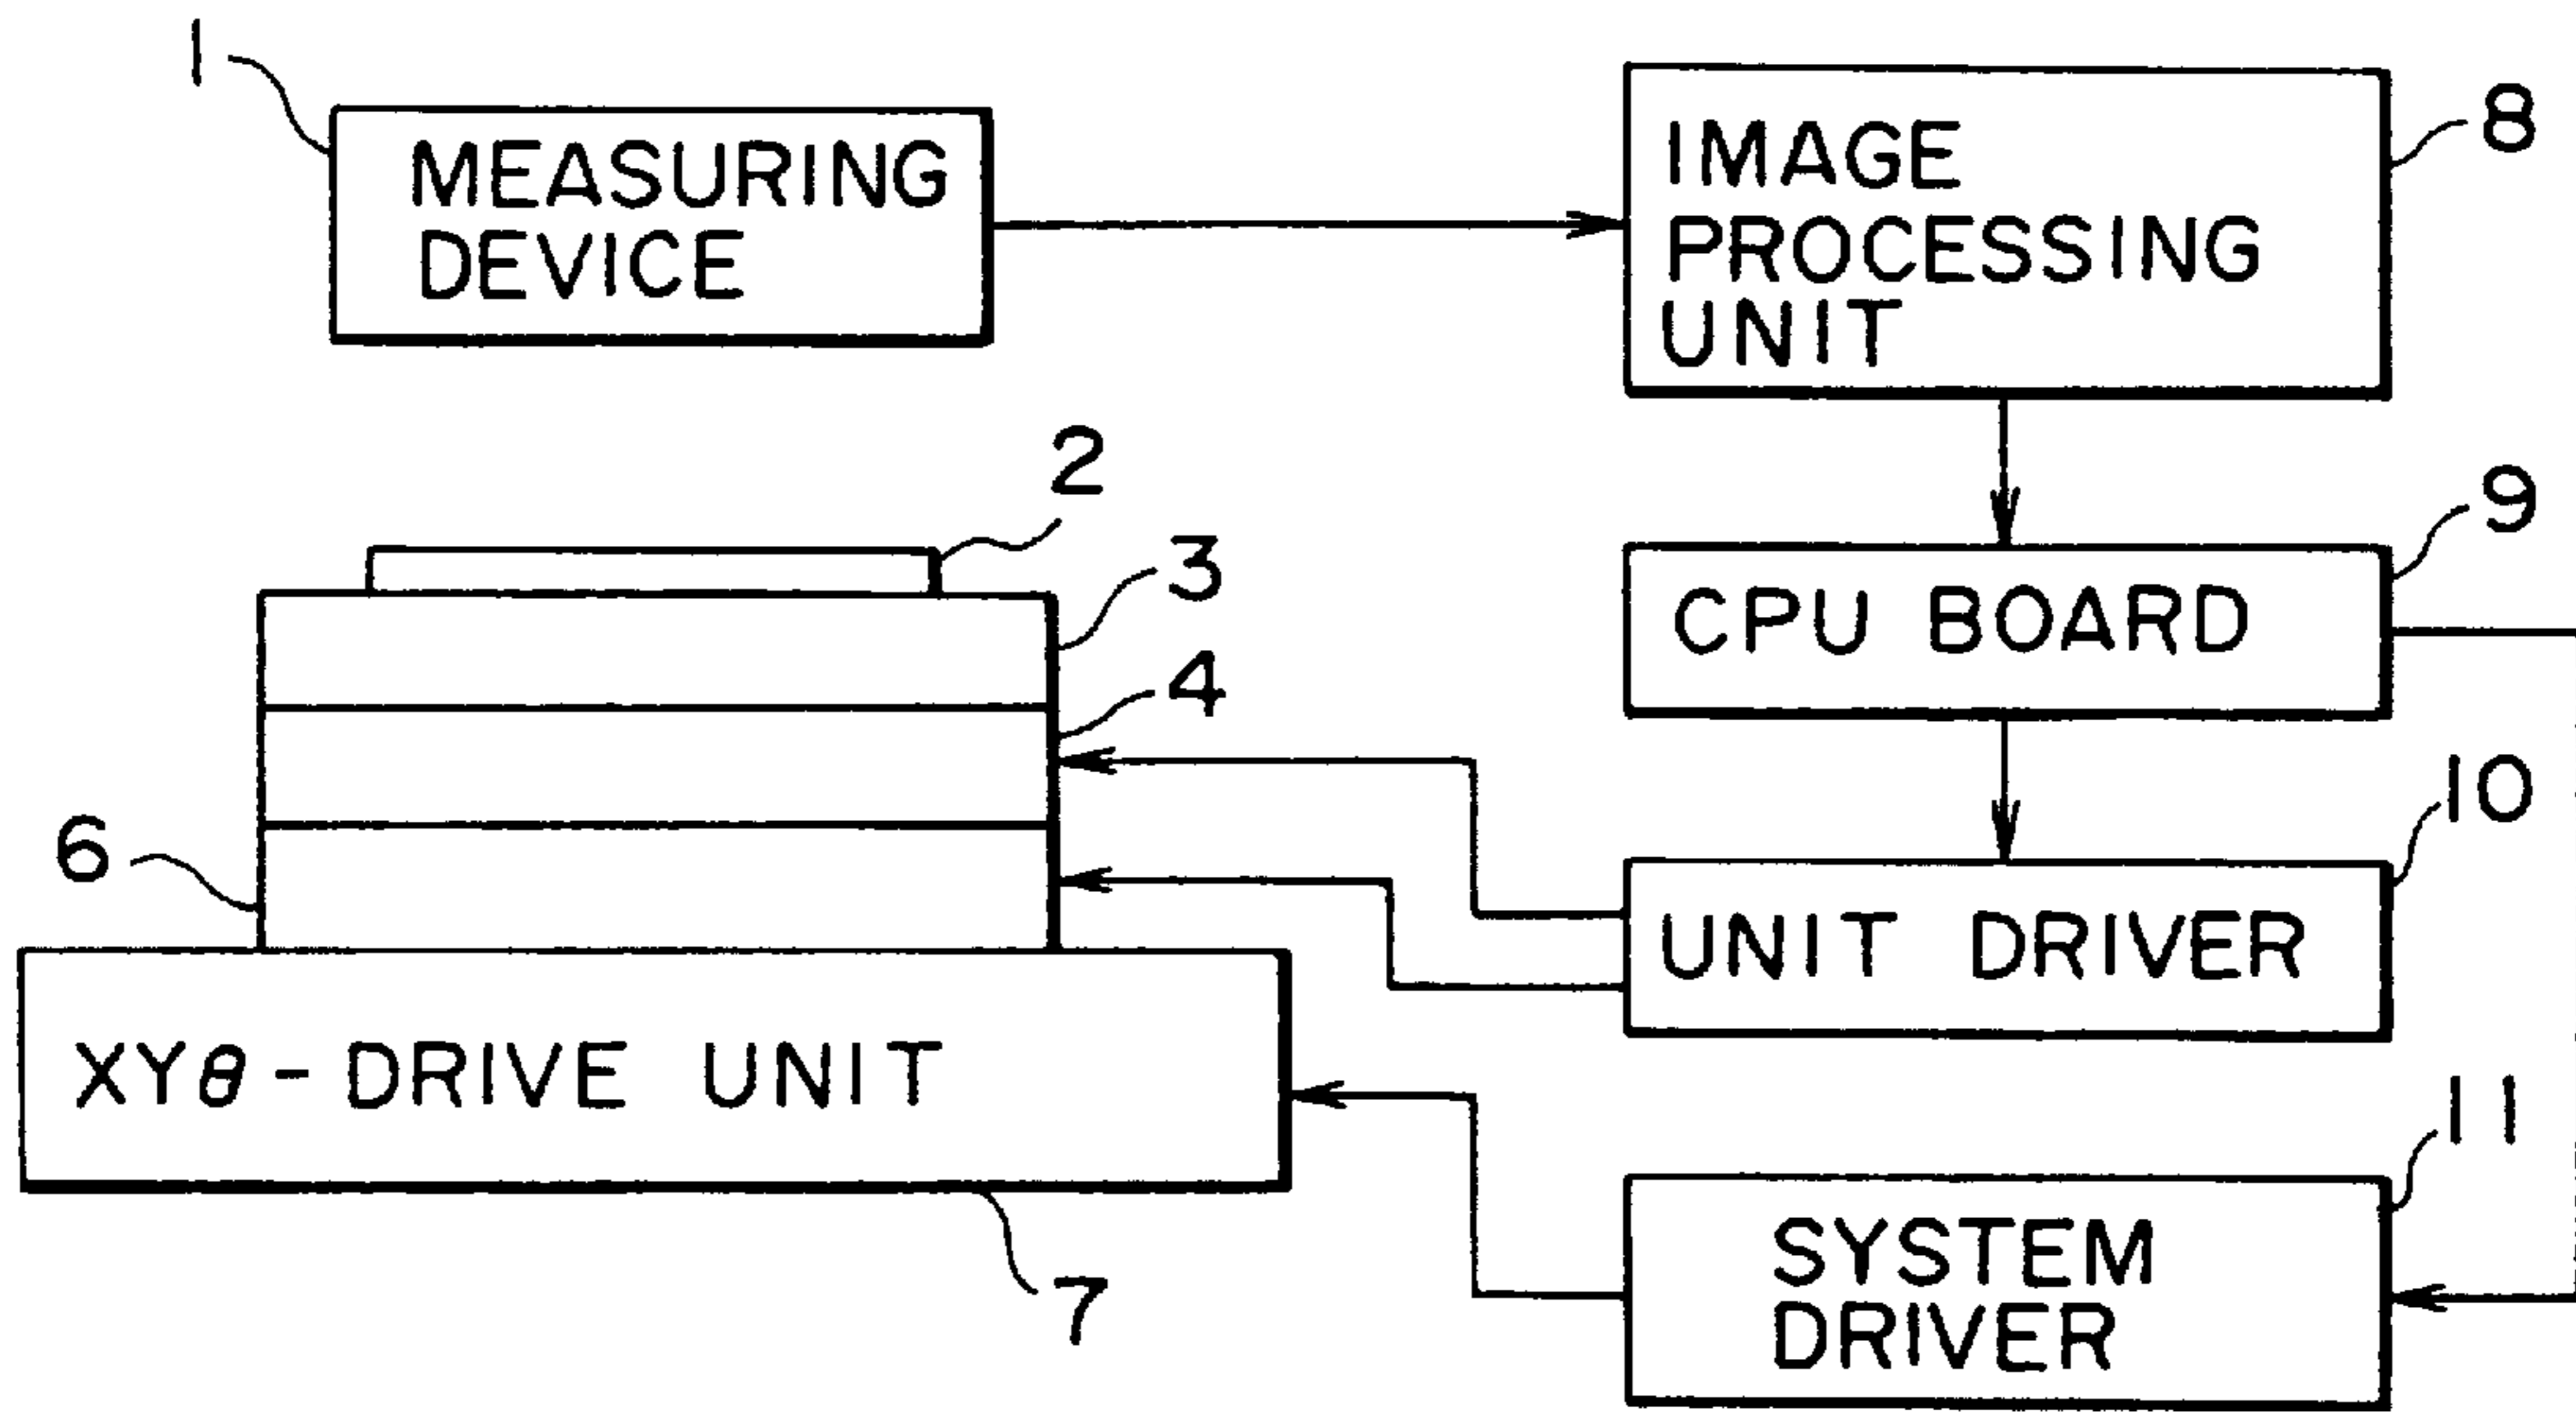 1
MEASURING
DEVICE
IMAGE
PROCESSING
UNIT
8
2
3
4
6
CPU BOARD
9
UNIT DRIVER
10
XYθ-DRIVE UNIT
7
SYSTEM
DRIVER
11